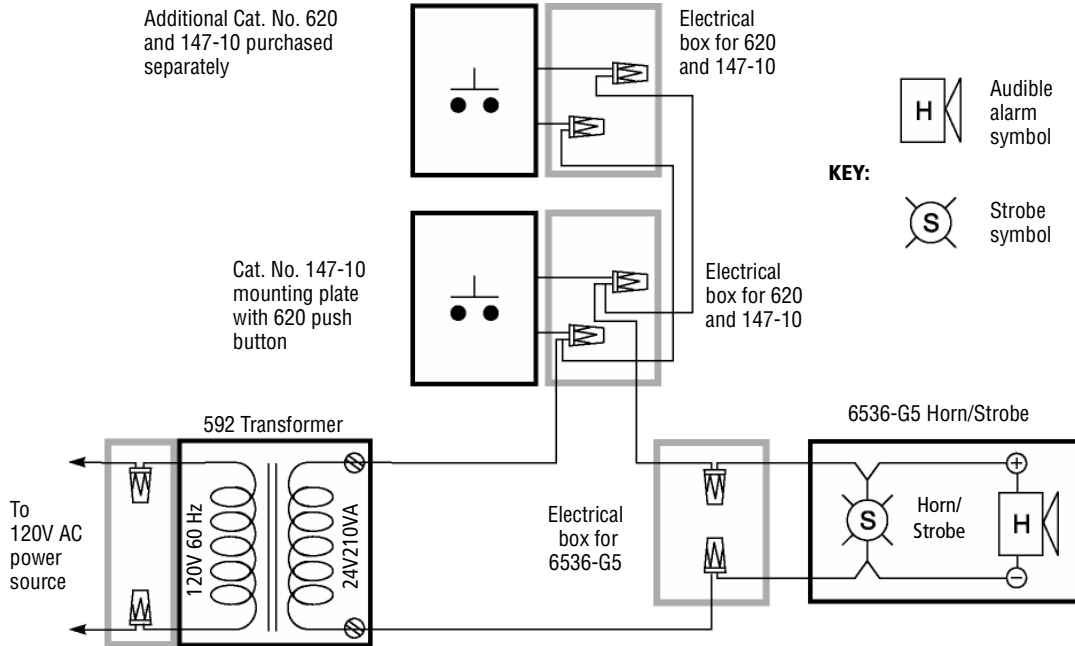 Additional Cat. No. 620
and 147-10 purchased
separately
Electrical
box for 620
and 147-10
H
Audible
alarm
symbol
KEY:
S
Strobe
symbol
Cat. No. 147-10
mounting plate
with 620 push
button
Electrical
box for 620
and 147-10
592 Transformer
6536-G5 Horn/Strobe
To
120V AC
power
source
120V 60 Hz
24V210VA
Electrical
box for
6536-G5
S
Horn/
Strobe
+
H
−